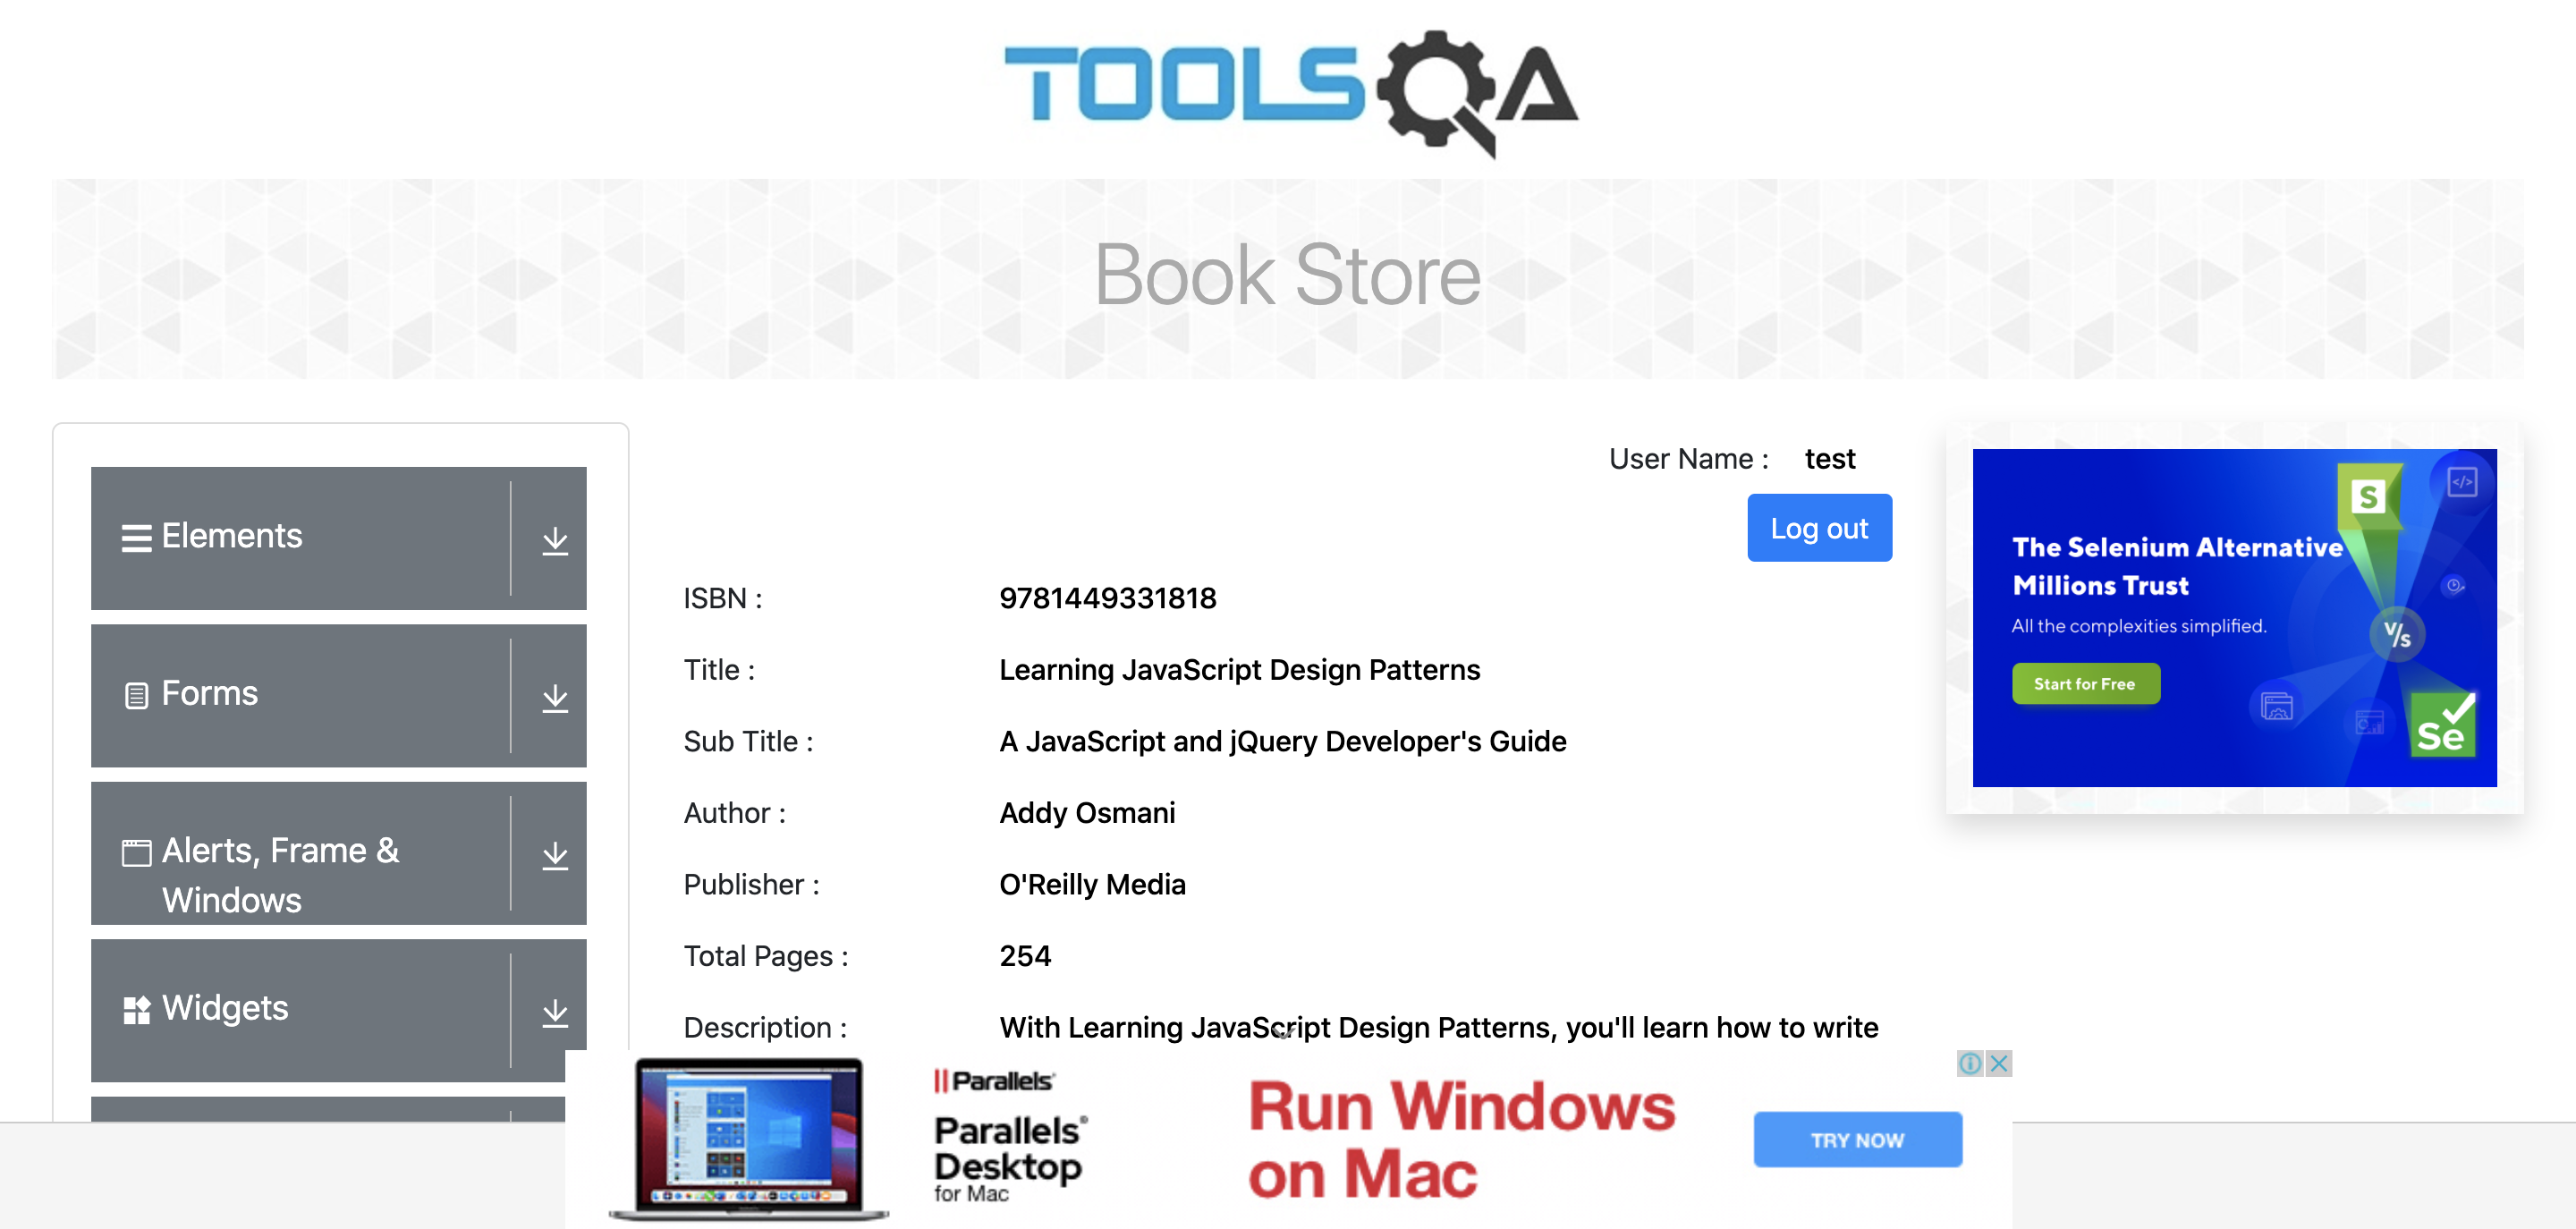 TOOLSQA
Book Store
Elements
Forms
Alerts, Frame &
Windows
Widgets
User Name : test
Log out
ISBN : 9781449331818
Title : Learning JavaScript Design Patterns
Sub Title : A JavaScript and jQuery Developer's Guide
Author : Addy Osmani
Publisher : O'Reilly Media
Total Pages : 254
Description : With Learning JavaScript Design Patterns, you'll learn how to write
The Selenium Alternative
Millions Trust
All the complexities simplified.
Start for Free
S
</>
V/s
Se
Parallels
Parallels®
Desktop
for Mac
Run Windows
on Mac
TRY NOW